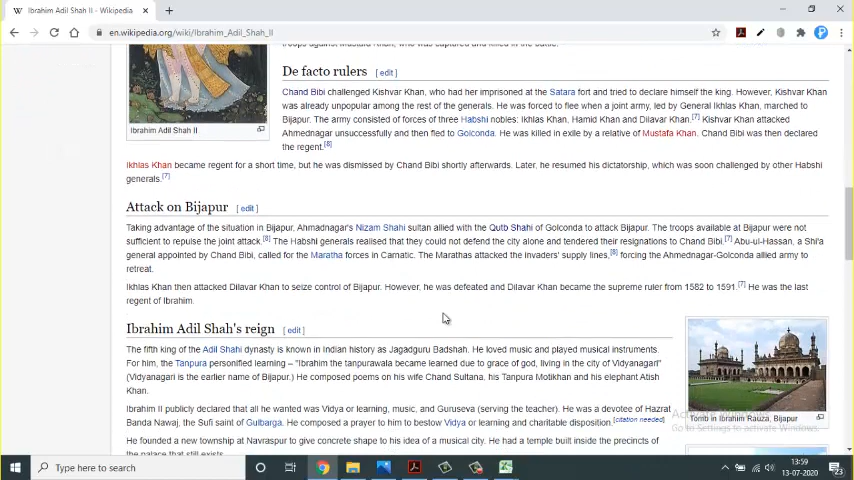 Ibrahim Adil Shah II - Wikipedia
en.wikipedia.org/wiki/Ibrahim_Adil_Shah_II
troops against Mustafa Khan, who was captured and killed in the battle.
De facto rulers [ edit ]
Chand Bibi challenged Kishvar Khan, who had her imprisoned at the Satara fort and tried to declare himself the king. However, Kishvar Khan
was already unpopular among the rest of the generals. He was forced to flee when a joint army, led by General Ikhlas Khan, marched to
Bijapur. The army consisted of forces of three Habshi nobles: Ikhlas Khan, Hamid Khan and Dilavar Khan.[7] Kishvar Khan attacked
Ahmednagar unsuccessfully and then fled to Golconda. He was killed in exile by a relative of Mustafa Khan. Chand Bibi was then declared
the regent.[8]
Ibrahim Adil Shah II
Ikhlas Khan became regent for a short time, but he was dismissed by Chand Bibi shortly afterwards. Later, he resumed his dictatorship, which was soon challenged by other Habshi
generals.[7]
Attack on Bijapur [ edit ]
Taking advantage of the situation in Bijapur, Ahmadnagar's Nizam Shahi sultan allied with the Qutb Shahi of Golconda to attack Bijapur. The troops available at Bijapur were not
sufficient to repulse the joint attack.[8] The Habshi generals realised that they could not defend the city alone and tendered their resignations to Chand Bibi.[7] Abu-ul-Hassan, a Shi'a
general appointed by Chand Bibi, called for the Maratha forces in Carnatic. The Marathas attacked the invaders' supply lines,[8] forcing the Ahmednagar-Golconda allied army to
retreat.
Ikhlas Khan then attacked Dilavar Khan to seize control of Bijapur. However, he was defeated and Dilavar Khan became the supreme ruler from 1582 to 1591.[7] He was the last
regent of Ibrahim.
Ibrahim Adil Shah's reign [ edit ]
The fifth king of the Adil Shahi dynasty is known in Indian history as Jagadguru Badshah. He loved music and played musical instruments.
For him, the Tanpura personified learning – "Ibrahim the tanpurawala became learned due to grace of god, living in the city of Vidyanagari"
(Vidyanagari is the earlier name of Bijapur.) He composed poems on his wife Chand Sultana, his Tanpura Motikhan and his elephant Atish
Khan.
Ibrahim II publicly declared that all he wanted was Vidya or learning, music, and Guruseva (serving the teacher). He was a devotee of Hazrat
Banda Nawaj, the Sufi saint of Gulbarga. He composed a prayer to him to bestow Vidya or learning and charitable disposition.[citation needed]
He founded a new township at Navraspur to give concrete shape to his idea of a musical city. He had a temple built inside the precincts of
the palace that still exists.
Tomb in Ibrahim Rauza, Bijapur
Activate Windows
Go to Settings to activate Windows.
Type here to search
13:59
13-07-2020
23